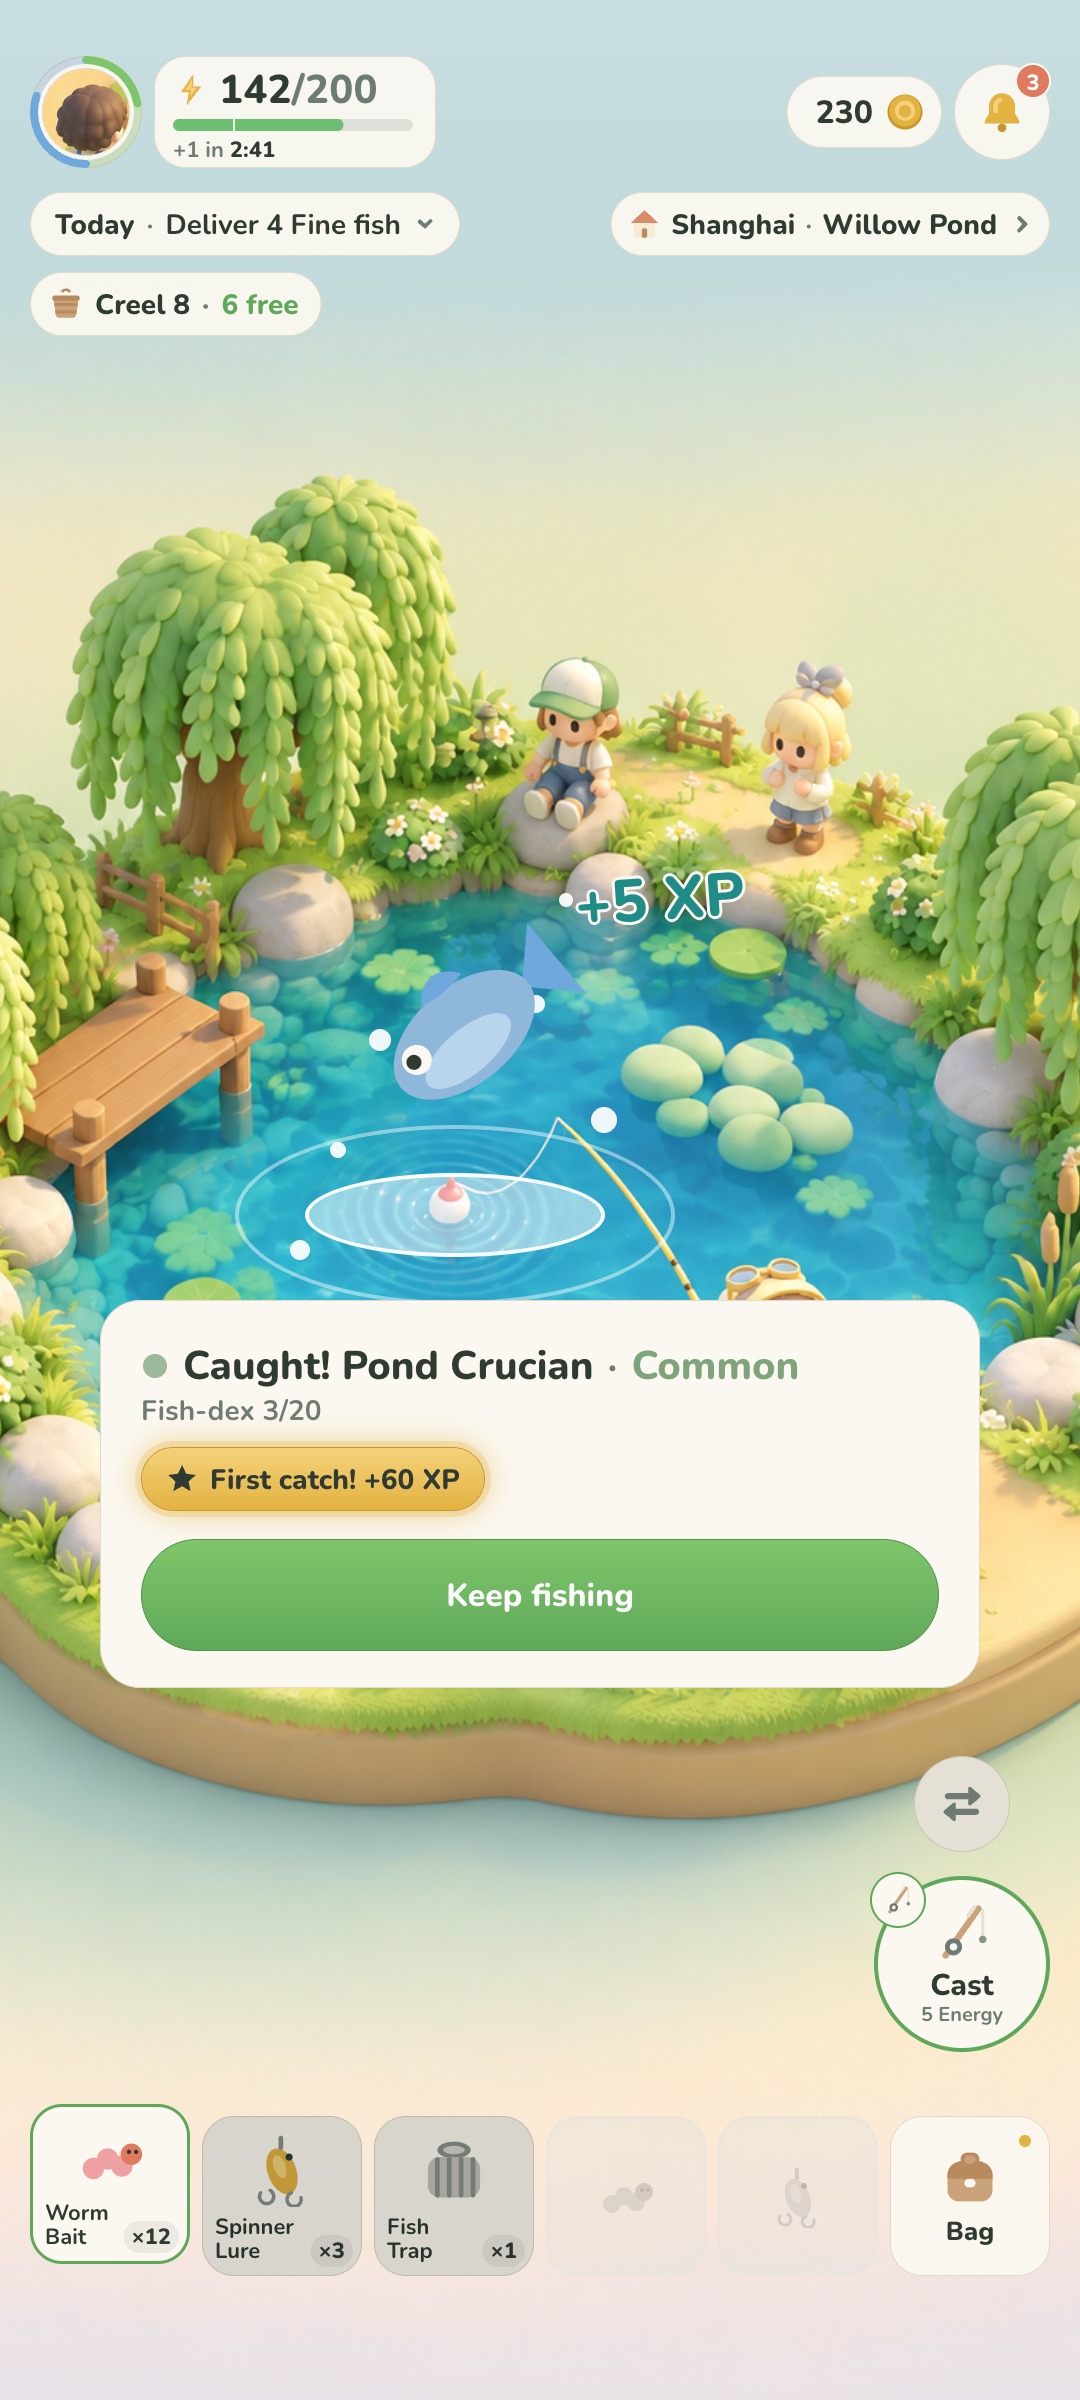 142/200
+1 in 2:41
230
3
Today · Deliver 4 Fine fish
Shanghai · Willow Pond
Creel 8 · 6 free
+5 XP
Caught! Pond Crucian · Common
Fish-dex 3/20
First catch! +60 XP
Keep fishing
Cast
5 Energy
Worm
Bait ×12
Spinner
Lure ×3
Fish
Trap ×1
Bag